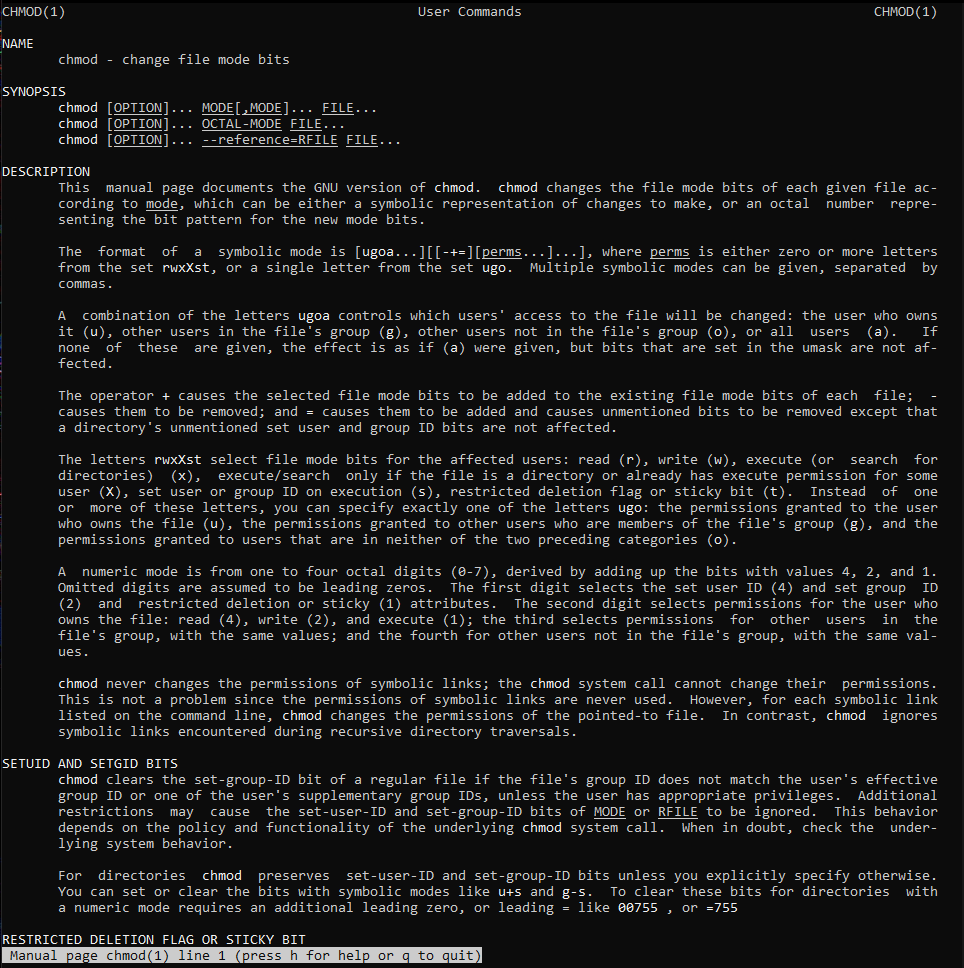 CHMOD(1) User Commands CHMOD(1)
NAME
chmod - change file mode bits
SYNOPSIS
chmod [OPTION]... MODE[,MODE]... FILE...
chmod [OPTION]... OCTAL-MODE FILE...
chmod [OPTION]... --reference=RFILE FILE...
DESCRIPTION
This manual page documents the GNU version of chmod. chmod changes the file mode bits of each given file ac-
cording to mode, which can be either a symbolic representation of changes to make, or an octal number repre-
senting the bit pattern for the new mode bits.
The format of a symbolic mode is [ugoa...][[-+=][perms...]...], where perms is either zero or more letters
from the set rwxXst, or a single letter from the set ugo. Multiple symbolic modes can be given, separated by
commas.
A combination of the letters ugoa controls which users' access to the file will be changed: the user who owns
it (u), other users in the file's group (g), other users not in the file's group (o), or all users (a). If
none of these are given, the effect is as if (a) were given, but bits that are set in the umask are not af-
fected.
The operator + causes the selected file mode bits to be added to the existing file mode bits of each file; -
causes them to be removed; and = causes them to be added and causes unmentioned bits to be removed except that
a directory's unmentioned set user and group ID bits are not affected.
The letters rwxXst select file mode bits for the affected users: read (r), write (w), execute (or search for
directories) (x), execute/search only if the file is a directory or already has execute permission for some
user (X), set user or group ID on execution (s), restricted deletion flag or sticky bit (t). Instead of one
or more of these letters, you can specify exactly one of the letters ugo: the permissions granted to the user
who owns the file (u), the permissions granted to other users who are members of the file's group (g), and the
permissions granted to users that are in neither of the two preceding categories (o).
A numeric mode is from one to four octal digits (0-7), derived by adding up the bits with values 4, 2, and 1.
Omitted digits are assumed to be leading zeros. The first digit selects the set user ID (4) and set group ID
(2) and restricted deletion or sticky (1) attributes. The second digit selects permissions for the user who
owns the file: read (4), write (2), and execute (1); the third selects permissions for other users in the
file's group, with the same values; and the fourth for other users not in the file's group, with the same val-
ues.
chmod never changes the permissions of symbolic links; the chmod system call cannot change their permissions.
This is not a problem since the permissions of symbolic links are never used. However, for each symbolic link
listed on the command line, chmod changes the permissions of the pointed-to file. In contrast, chmod ignores
symbolic links encountered during recursive directory traversals.
SETUID AND SETGID BITS
chmod clears the set-group-ID bit of a regular file if the file's group ID does not match the user's effective
group ID or one of the user's supplementary group IDs, unless the user has appropriate privileges. Additional
restrictions may cause the set-user-ID and set-group-ID bits of MODE or RFILE to be ignored. This behavior
depends on the policy and functionality of the underlying chmod system call. When in doubt, check the under-
lying system behavior.
For directories chmod preserves set-user-ID and set-group-ID bits unless you explicitly specify otherwise.
You can set or clear the bits with symbolic modes like u+s and g-s. To clear these bits for directories with
a numeric mode requires an additional leading zero, or leading = like 00755 , or =755
RESTRICTED DELETION FLAG OR STICKY BIT
Manual page chmod(1) line 1 (press h for help or q to quit)